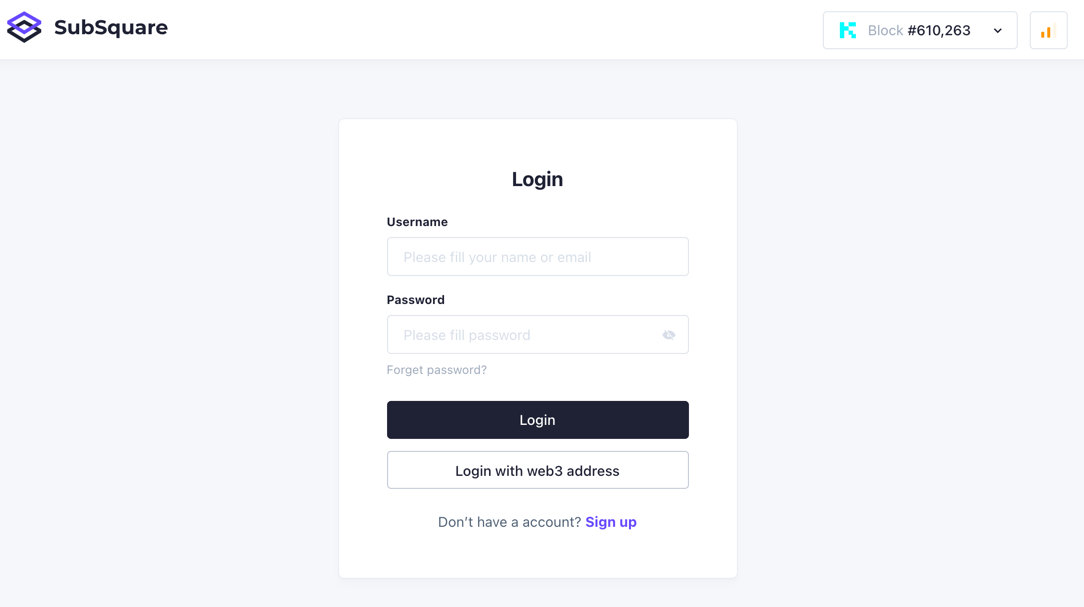 SubSquare
Block #610,263
Login
Username
Please fill your name or email
Password
Please fill password
Forget password?
Login
Login with web3 address
Don't have a account? Sign up